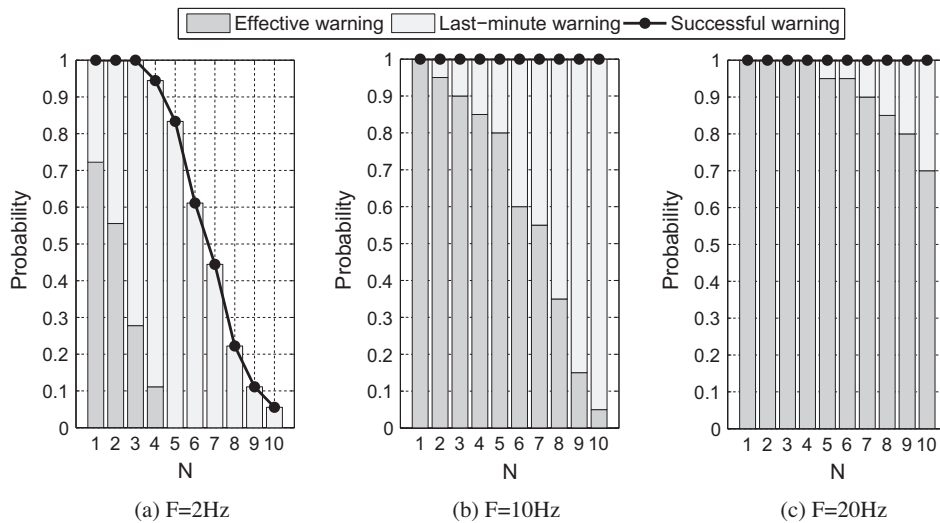 Effective warning Last-minute warning Successful warning
Probability
1
0.9
0.8
0.7
0.6
0.5
0.4
0.3
0.2
0.1
0
1 2 3 4 5 6 7 8 9 10
N
(a) F=2Hz
Probability
1
0.9
0.8
0.7
0.6
0.5
0.4
0.3
0.2
0.1
0
1 2 3 4 5 6 7 8 9 10
N
(b) F=10Hz
Probability
1
0.9
0.8
0.7
0.6
0.5
0.4
0.3
0.2
0.1
0
1 2 3 4 5 6 7 8 9 10
N
(c) F=20Hz